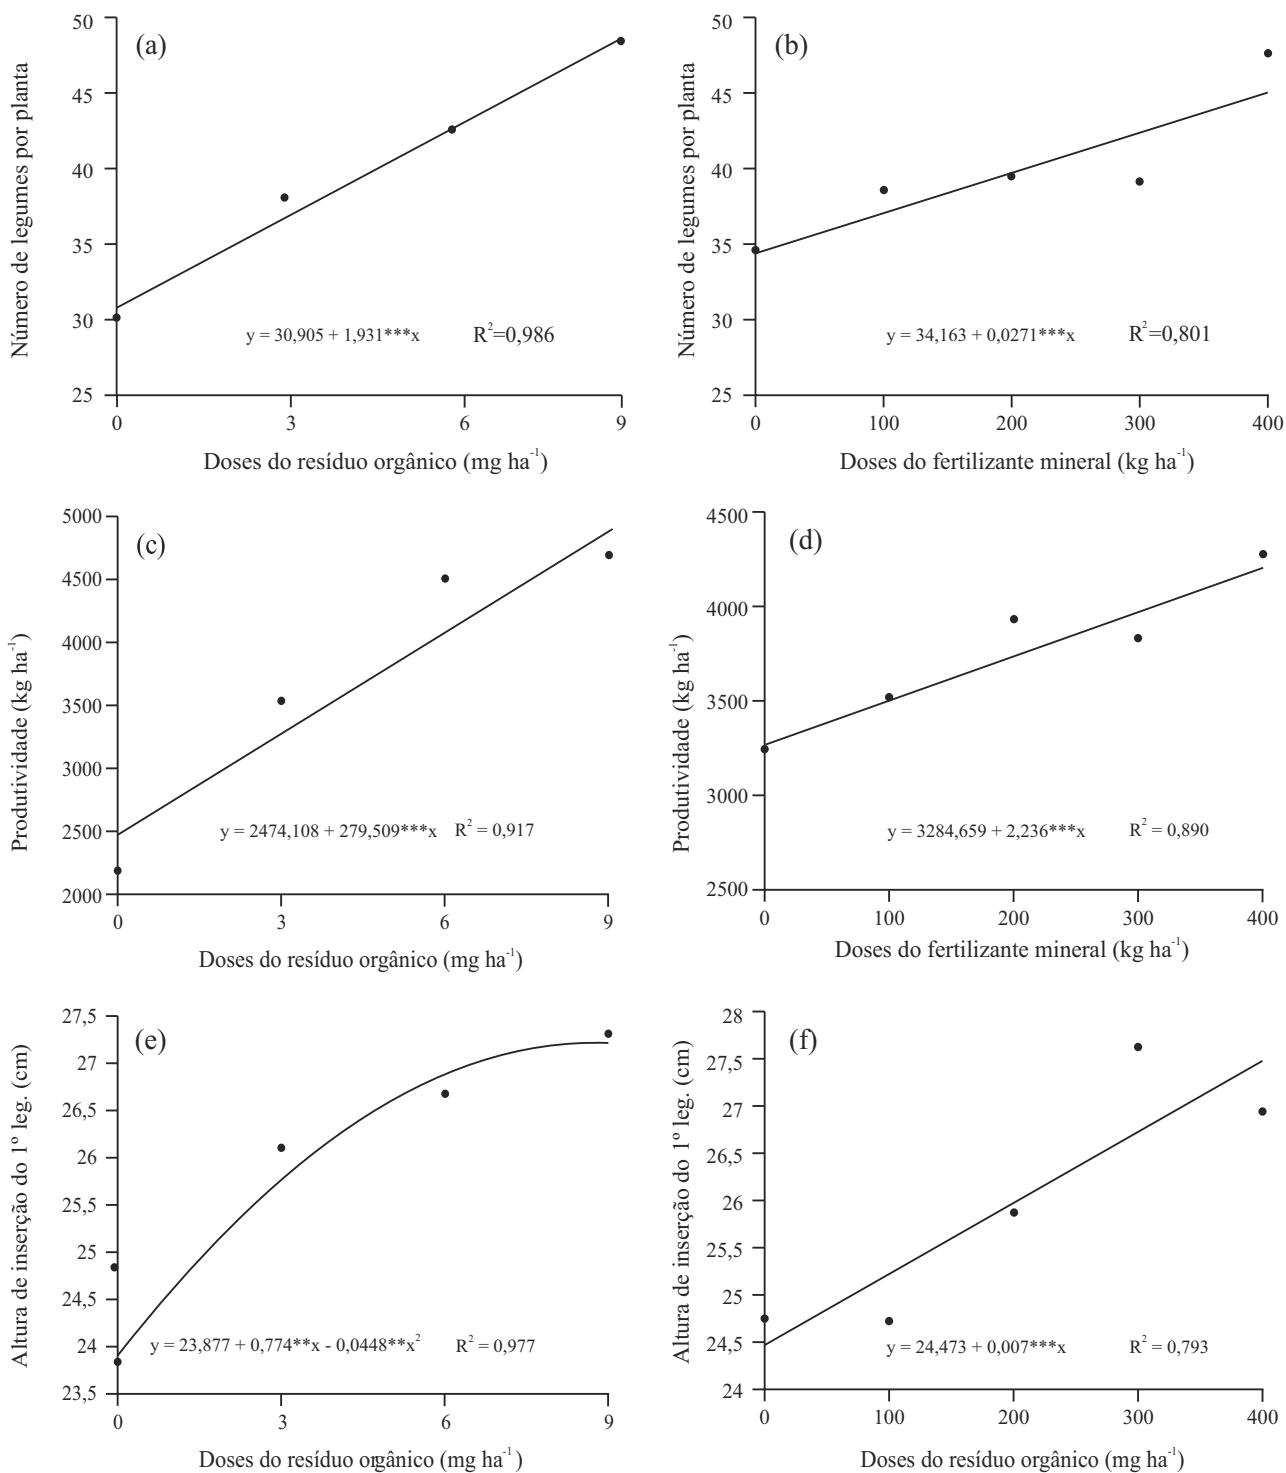 (a)
Número de legumes por planta
50
45
40
35
30
25
y = 30,905 + 1,931***x R²=0,986
0 3 6 9
Doses do resíduo orgânico (mg ha⁻¹)
(b)
Número de legumes por planta
50
45
40
35
30
25
y = 34,163 + 0,0271***x R²=0,801
0 100 200 300 400
Doses do fertilizante mineral (kg ha⁻¹)
(c)
Produtividade (kg ha⁻¹)
5000
4500
4000
3500
3000
2500
2000
y = 2474,108 + 279,509***x R² = 0,917
0 3 6 9
Doses do resíduo orgânico (mg ha⁻¹)
(d)
Produtividade (kg ha⁻¹)
4500
4000
3500
3000
2500
y = 3284,659 + 2,236***x R² = 0,890
0 100 200 300 400
Doses do fertilizante mineral (kg ha⁻¹)
(e)
Altura de inserção do 1º leg. (cm)
27,5
27
26,5
26
25,5
25
24,5
24
23,5
y = 23,877 + 0,774**x - 0,0448**x² R² = 0,977
0 3 6 9
Doses do resíduo orgânico (mg ha⁻¹)
(f)
Altura de inserção do 1º leg. (cm)
28
27,5
27
26,5
26
25,5
25
24,5
24
y = 24,473 + 0,007***x R² = 0,793
0 100 200 300 400
Doses do resíduo orgânico (mg ha⁻¹)